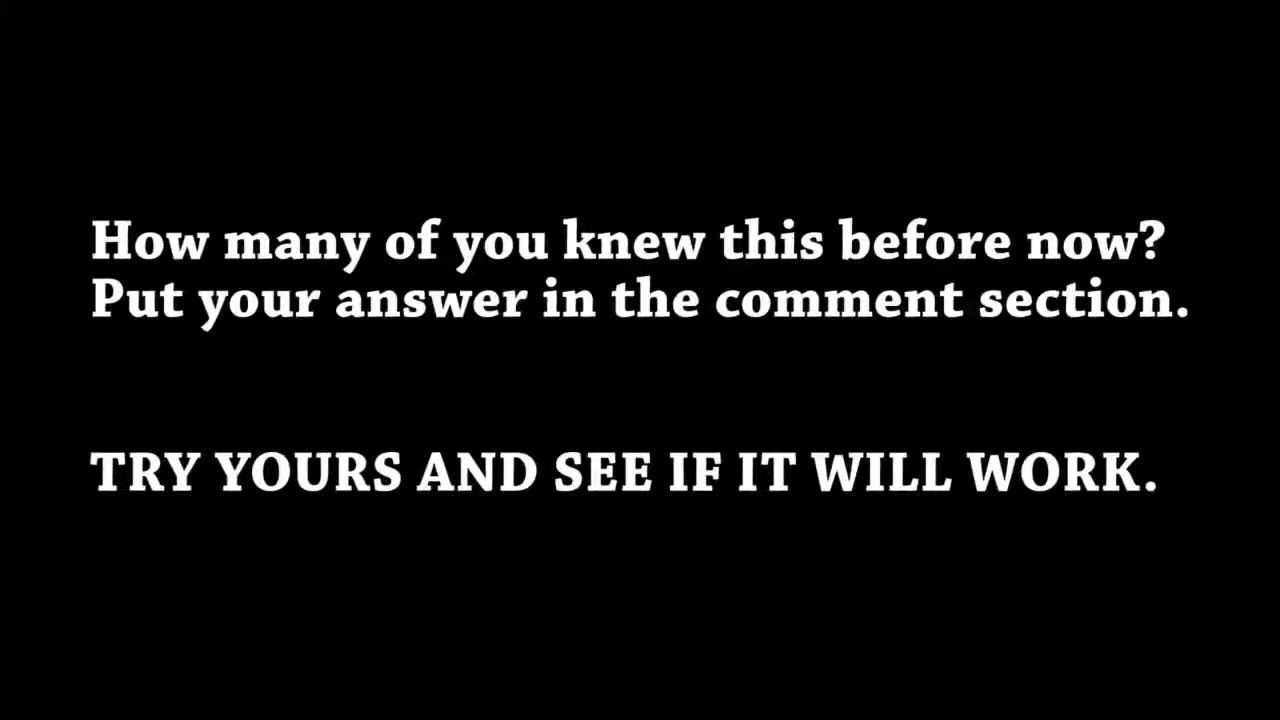 How many of you knew this before now?
Put your answer in the comment section.
TRY YOURS AND SEE IF IT WILL WORK.